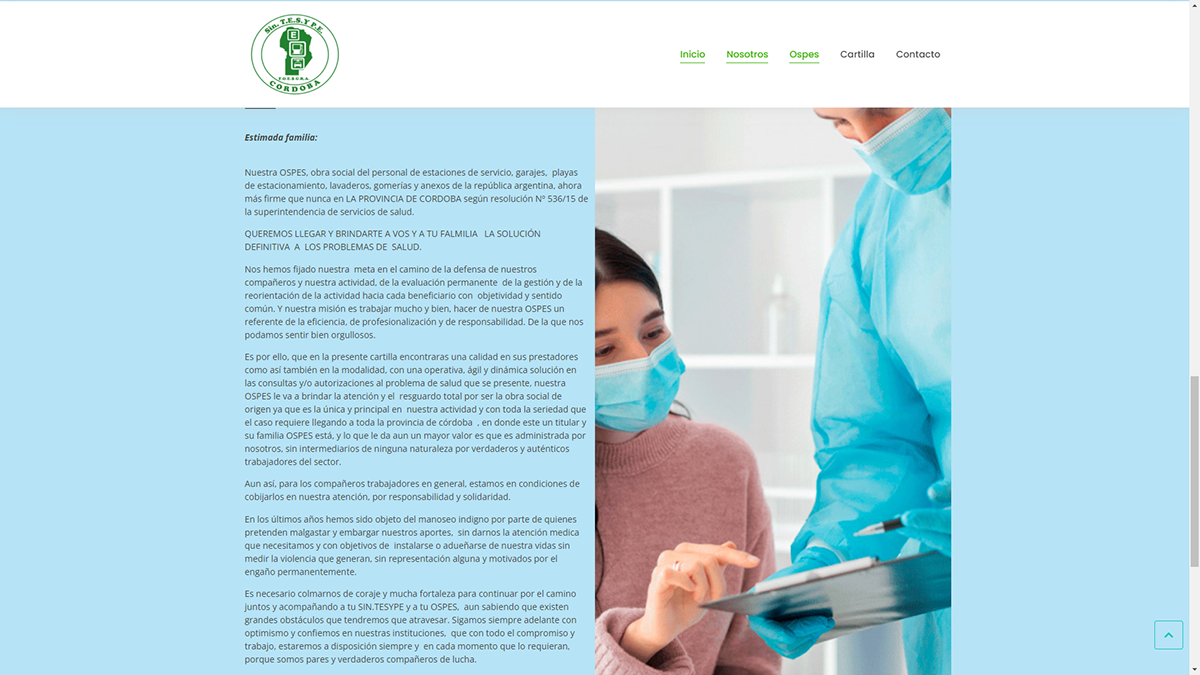 Sin. T.E.S.Y P.E.
CORDOBA
Inicio Nosotros Ospes Cartilla Contacto
Estimada familia:
Nuestra OSPES, obra social del personal de estaciones de servicio, garajes, playas
de estacionamiento, lavaderos, gomerías y anexos de la república argentina, ahora
más firme que nunca en LA PROVINCIA DE CORDOBA según resolución Nº 536/15 de
la superintendencia de servicios de salud.
QUEREMOS LLEGAR Y BRINDARTE A VOS Y A TU FALMILIA LA SOLUCIÓN
DEFINITIVA A LOS PROBLEMAS DE SALUD.
Nos hemos fijado nuestra meta en el camino de la defensa de nuestros
compañeros y nuestra actividad, de la evaluación permanente de la gestión y de la
reorientación de la actividad hacia cada beneficiario con objetividad y sentido
común. Y nuestra misión es trabajar mucho y bien, hacer de nuestra OSPES un
referente de la eficiencia, de profesionalización y de responsabilidad. De la que nos
podamos sentir bien orgullosos.
Es por ello, que en la presente cartilla encontraras una calidad en sus prestadores
como así también en la modalidad, con una operativa, ágil y dinámica solución en
las consultas y/o autorizaciones al problema de salud que se presente, nuestra
OSPES le va a brindar la atención y el resguardo total por ser la obra social de
origen ya que es la única y principal en nuestra actividad y con toda la seriedad que
el caso requiere llegando a toda la provincia de córdoba , en donde este un titular y
su familia OSPES está, y lo que le da aun un mayor valor es que es administrada por
nosotros, sin intermediarios de ninguna naturaleza por verdaderos y auténticos
trabajadores del sector.
Aun así, para los compañeros trabajadores en general, estamos en condiciones de
cobijarlos en nuestra atención, por responsabilidad y solidaridad.
En los últimos años hemos sido objeto del manoseo indigno por parte de quienes
pretenden malgastar y embargar nuestros aportes, sin darnos la atención medica
que necesitamos y con objetivos de instalarse o adueñarse de nuestra vidas sin
medir la violencia que generan, sin representación alguna y motivados por el
engaño permanentemente.
Es necesario colmarnos de coraje y mucha fortaleza para continuar por el camino
juntos y acompañando a tu SIN.TESYPE y a tu OSPES, aun sabiendo que existen
grandes obstáculos que tendremos que atravesar. Sigamos siempre adelante con
optimismo y confiemos en nuestras instituciones, que con todo el compromiso y
trabajo, estaremos a disposición siempre y en cada momento que lo requieran,
porque somos pares y verdaderos compañeros de lucha.